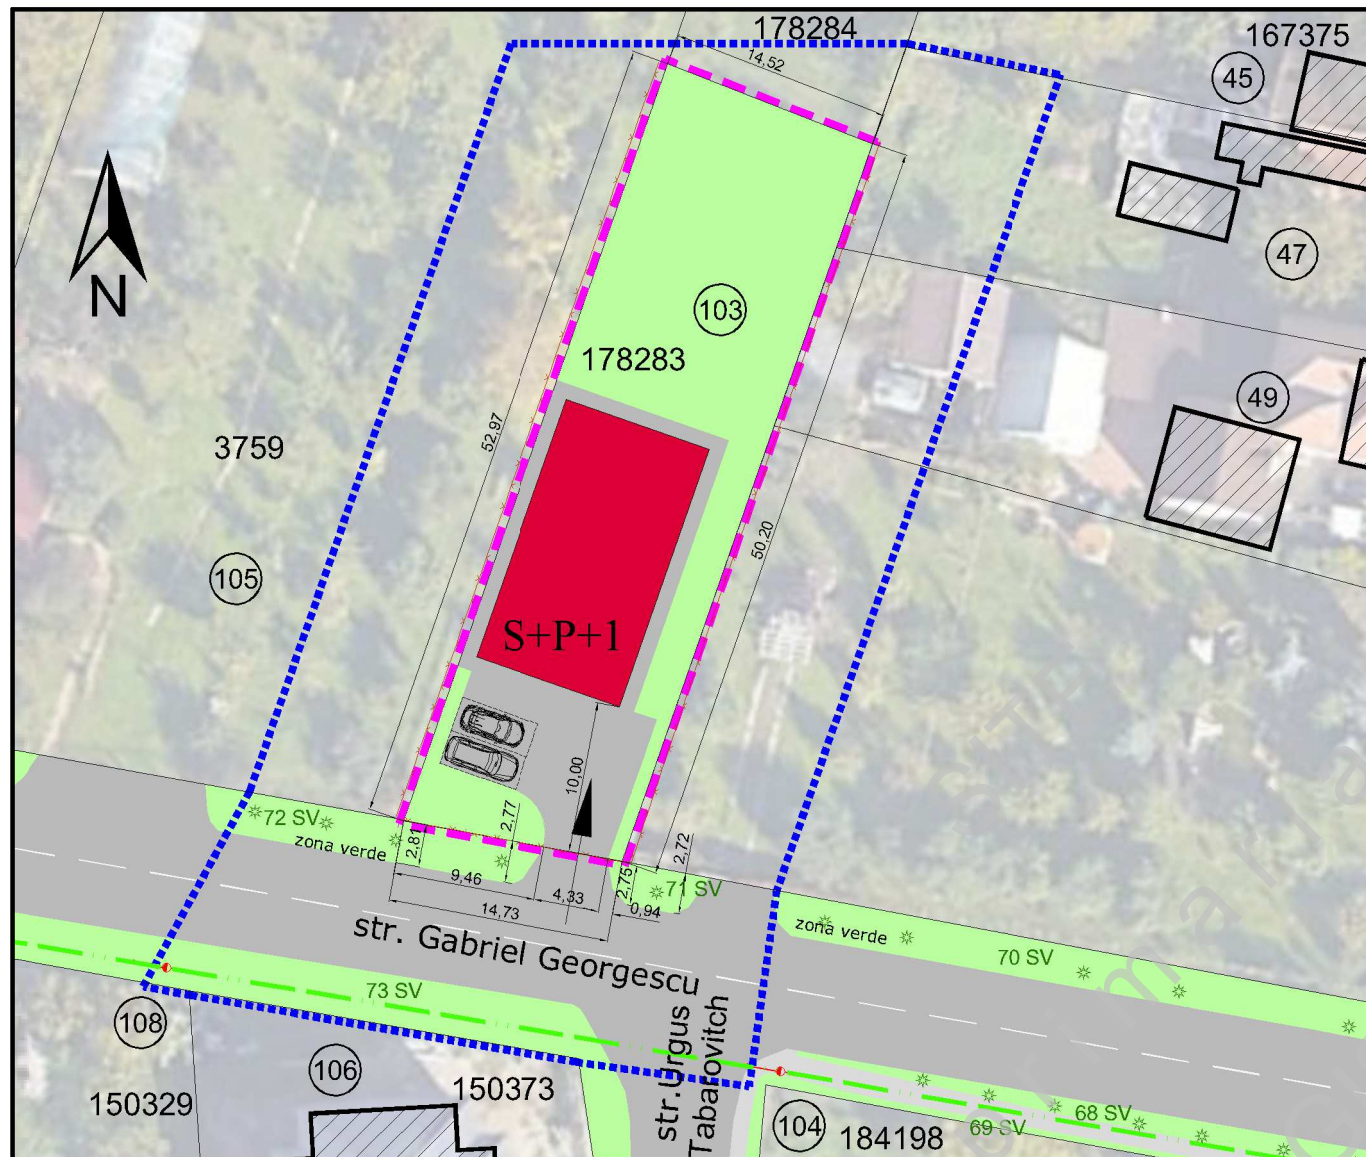 178284
167375
45
14,52
47
N
103
178283
49
52,97
3759
50,20
105
S+P+1
10,00
72 SV
zona verde
2,81
2,77
2,72
2,75
71 SV
9,46
4,33
0,94
14,73
zona verde
70 SV
str. Gabriel Georgescu
73 SV
108
str. Urgus
Tabarovitch
106
150329
150373
68 SV
69 SV
104
184198